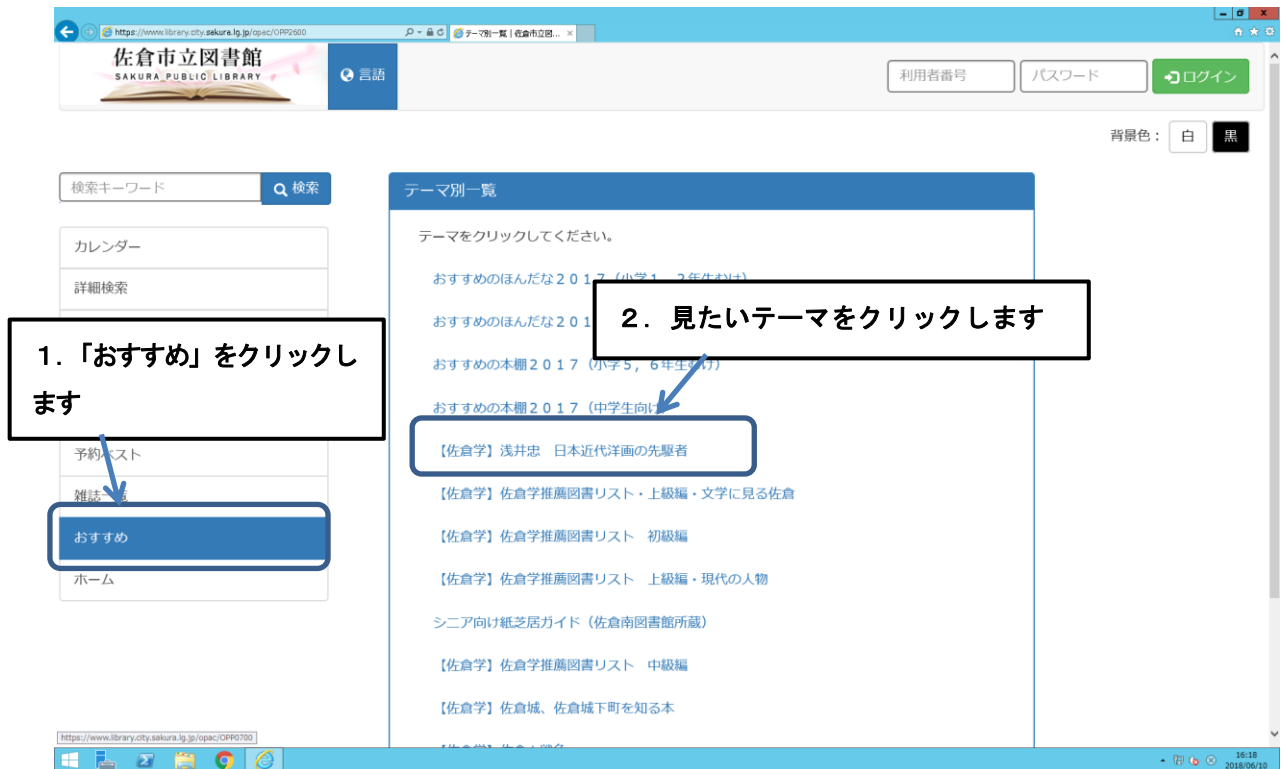 https://www.library.city.sakura.lg.jp/opac/OPP2600
テーマ別一覧 | 佐倉市立図...
佐倉市立図書館
SAKURA PUBLIC LIBRARY
言語
利用者番号
パスワード
ログイン
背景色：
白
黒
検索キーワード
検索
カレンダー
詳細検索
1．「おすすめ」をクリックし
ます
予約ベスト
雑誌一覧
おすすめ
ホーム
テーマ別一覧
テーマをクリックしてください。
おすすめのほんだな２０１７（小学１，２年生むけ）
おすすめのほんだな２０１
２．見たいテーマをクリックします
おすすめの本棚２０１７（小学５，６年生むけ）
おすすめの本棚２０１７（中学生向け
【佐倉学】浅井忠　日本近代洋画の先駆者
【佐倉学】佐倉学推薦図書リスト・上級編・文学に見る佐倉
【佐倉学】佐倉学推薦図書リスト　初級編
【佐倉学】佐倉学推薦図書リスト　上級編・現代の人物
シニア向け紙芝居ガイド（佐倉南図書館所蔵）
【佐倉学】佐倉学推薦図書リスト　中級編
【佐倉学】佐倉城、佐倉城下町を知る本
https://www.library.city.sakura.lg.jp/opac/OPP0700
16:18
2018/06/10